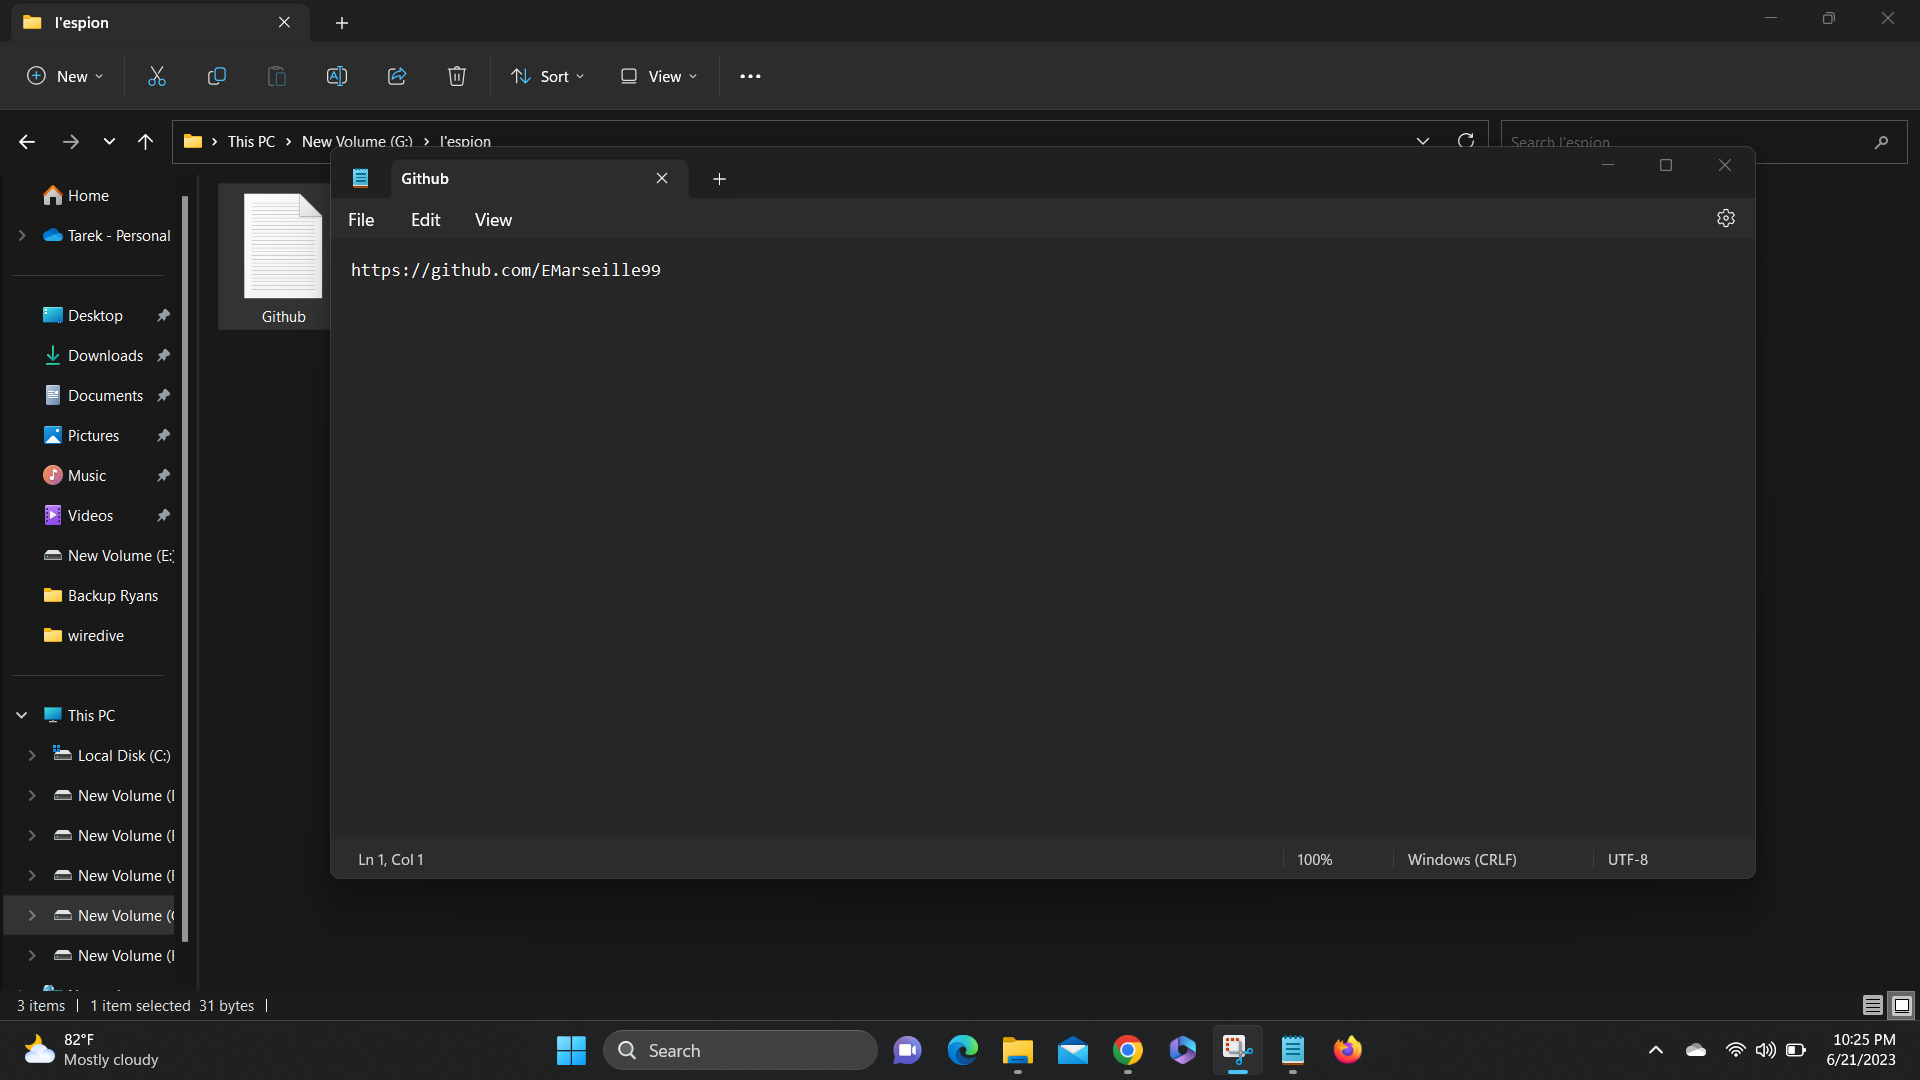 l'espion
New Sort View
This PC New Volume (G:) l'espion Search l'espion
Github
File Edit View
https://github.com/EMarseille99
Github
Home
Tarek - Personal
Desktop
Downloads
Documents
Pictures
Music
Videos
New Volume (E:)
Backup Ryans
wiredive
This PC
Local Disk (C:)
New Volume (
New Volume (
New Volume (
New Volume (
New Volume (
Ln 1, Col 1 100% Windows (CRLF) UTF-8
3 items 1 item selected 31 bytes
82°F
Mostly cloudy
Search
10:25 PM
6/21/2023